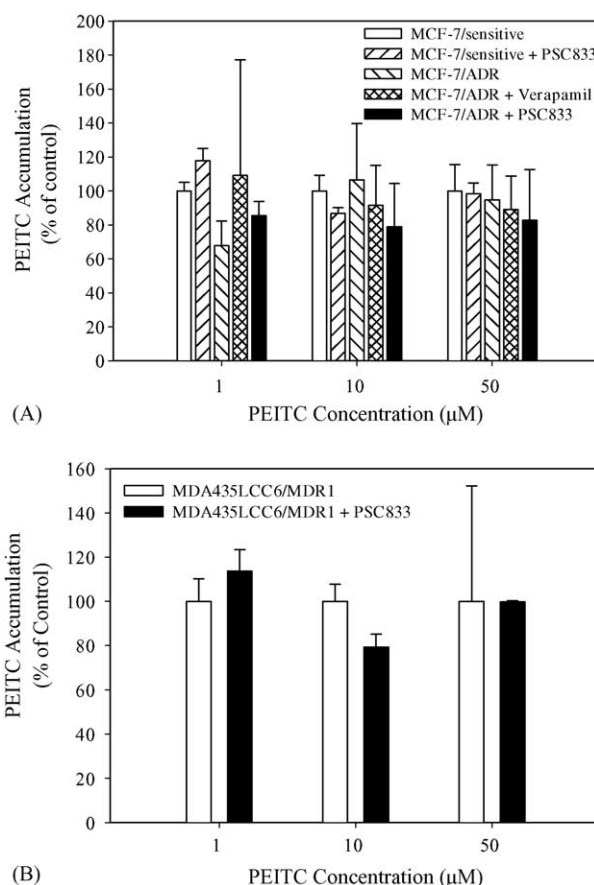 MCF-7/sensitive
MCF-7/sensitive + PSC833
MCF-7/ADR
MCF-7/ADR + Verapamil
MCF-7/ADR + PSC833
200
180
160
140
120
100
80
60
40
20
0
PEITC Accumulation
(% of control)
1 10 50
(A) PEITC Concentration (μM)
MDA435LCC6/MDR1
MDA435LCC6/MDR1 + PSC833
160
140
120
100
80
60
40
20
0
PEITC Accumulation
(% of Control)
1 10 50
(B) PEITC Concentration (μM)